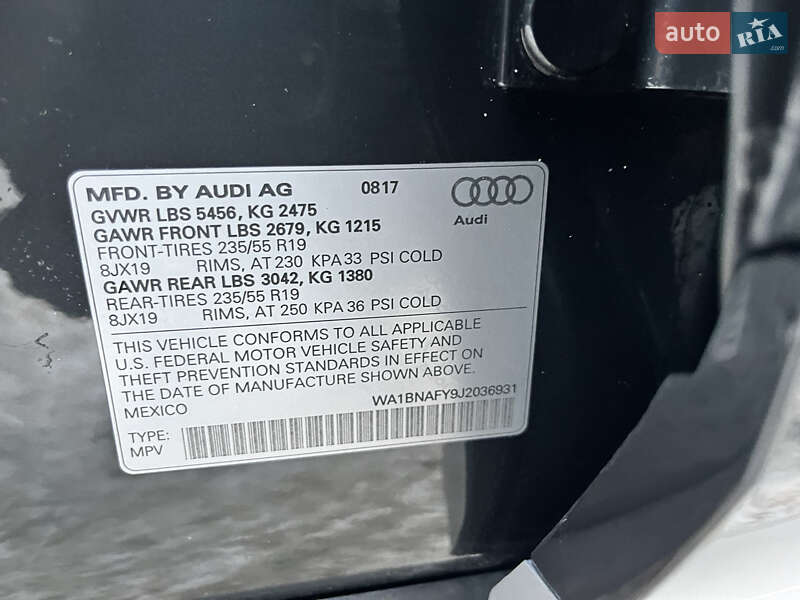 auto RIA.com
MFD. BY AUDI AG 0817
GVWR LBS 5456, KG 2475
GAWR FRONT LBS 2679, KG 1215
Audi
FRONT-TIRES 235/55 R19
8JX19 RIMS, AT 230 KPA 33 PSI COLD
GAWR REAR LBS 3042, KG 1380
REAR-TIRES 235/55 R19
8JX19 RIMS, AT 250 KPA 36 PSI COLD
THIS VEHICLE CONFORMS TO ALL APPLICABLE
U.S. FEDERAL MOTOR VEHICLE SAFETY AND
THEFT PREVENTION STANDARDS IN EFFECT ON
THE DATE OF MANUFACTURE SHOWN ABOVE.
MEXICO WA1BNAFY9J2036931
TYPE:
MPV